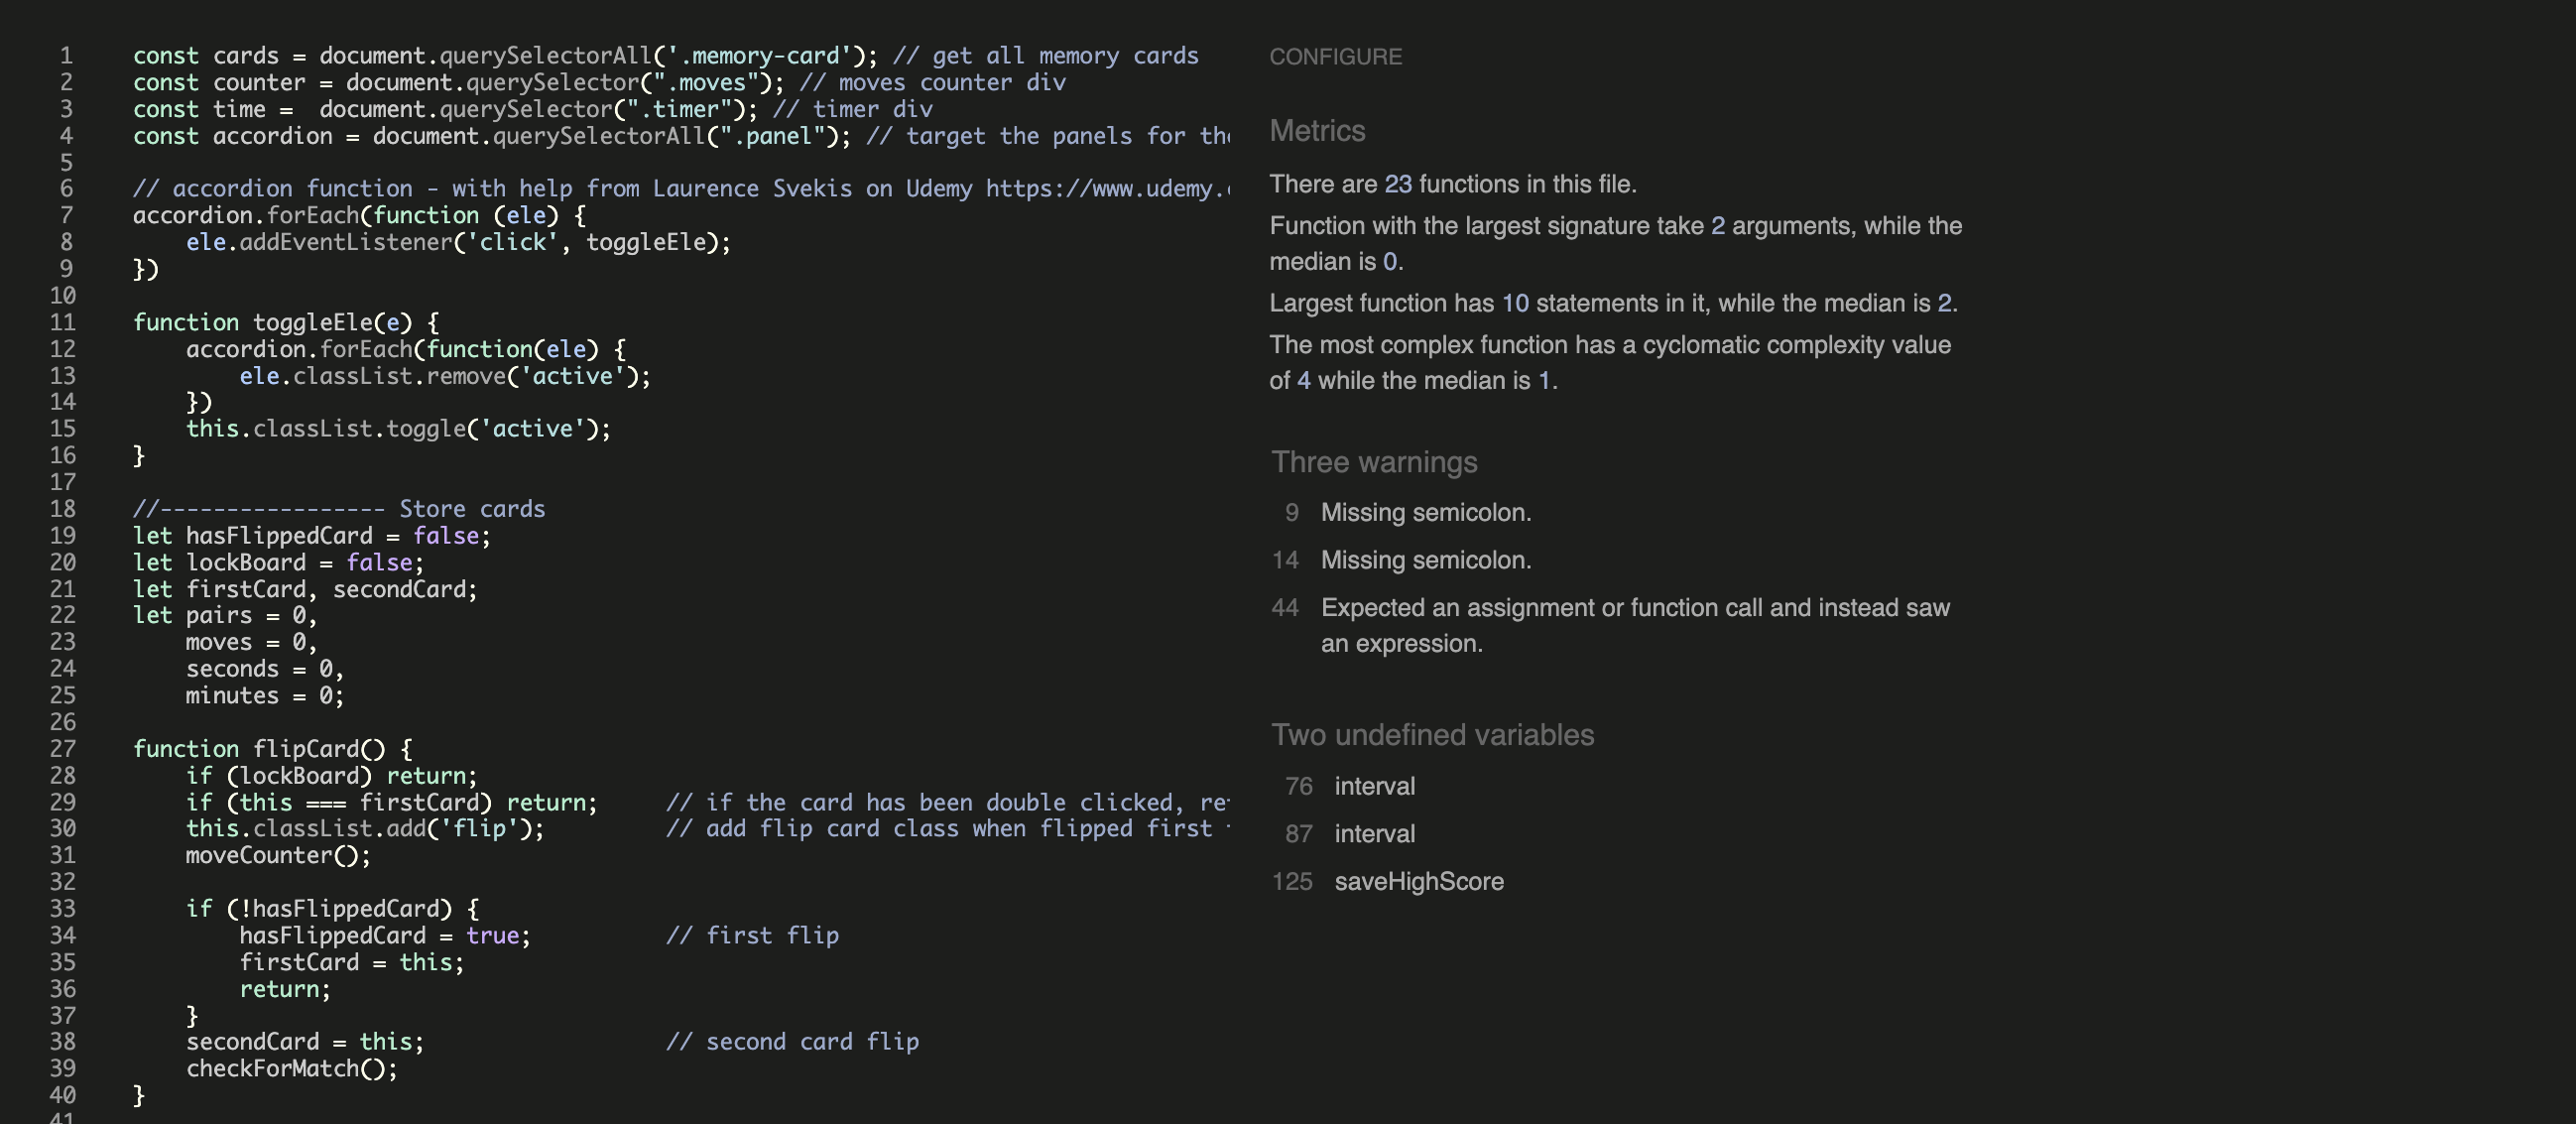 1 const cards = document.querySelectorAll('.memory-card'); // get all memory cards
2 const counter = document.querySelector(".moves"); // moves counter div
3 const time =  document.querySelector(".timer"); // timer div
4 const accordion = document.querySelectorAll(".panel"); // target the panels for
5
6 // accordion function - with help from Laurence Svekis on Udemy https://www.udemy.
7 accordion.forEach(function (ele) {
8     ele.addEventListener('click', toggleEle);
9 })
10
11 function toggleEle(e) {
12     accordion.forEach(function(ele) {
13         ele.classList.remove('active');
14     })
15     this.classList.toggle('active');
16 }
17
18 //----------------- Store cards
19 let hasFlippedCard = false;
20 let lockBoard = false;
21 let firstCard, secondCard;
22 let pairs = 0,
23     moves = 0,
24     seconds = 0,
25     minutes = 0;
26
27 function flipCard() {
28     if (lockBoard) return;
29     if (this === firstCard) return;     // if the card has been double clicked,
30     this.classList.add('flip');         // add flip card class when flipped first
31     moveCounter();
32
33     if (!hasFlippedCard) {
34         hasFlippedCard = true;          // first flip
35         firstCard = this;
36         return;
37     }
38     secondCard = this;                  // second card flip
39     checkForMatch();
40 }
41
CONFIGURE
Metrics
There are 23 functions in this file.
Function with the largest signature take 2 arguments, while the
median is 0.
Largest function has 10 statements in it, while the median is 2.
The most complex function has a cyclomatic complexity value
of 4 while the median is 1.
Three warnings
9 Missing semicolon.
14 Missing semicolon.
44 Expected an assignment or function call and instead saw
an expression.
Two undefined variables
76 interval
87 interval
125 saveHighScore